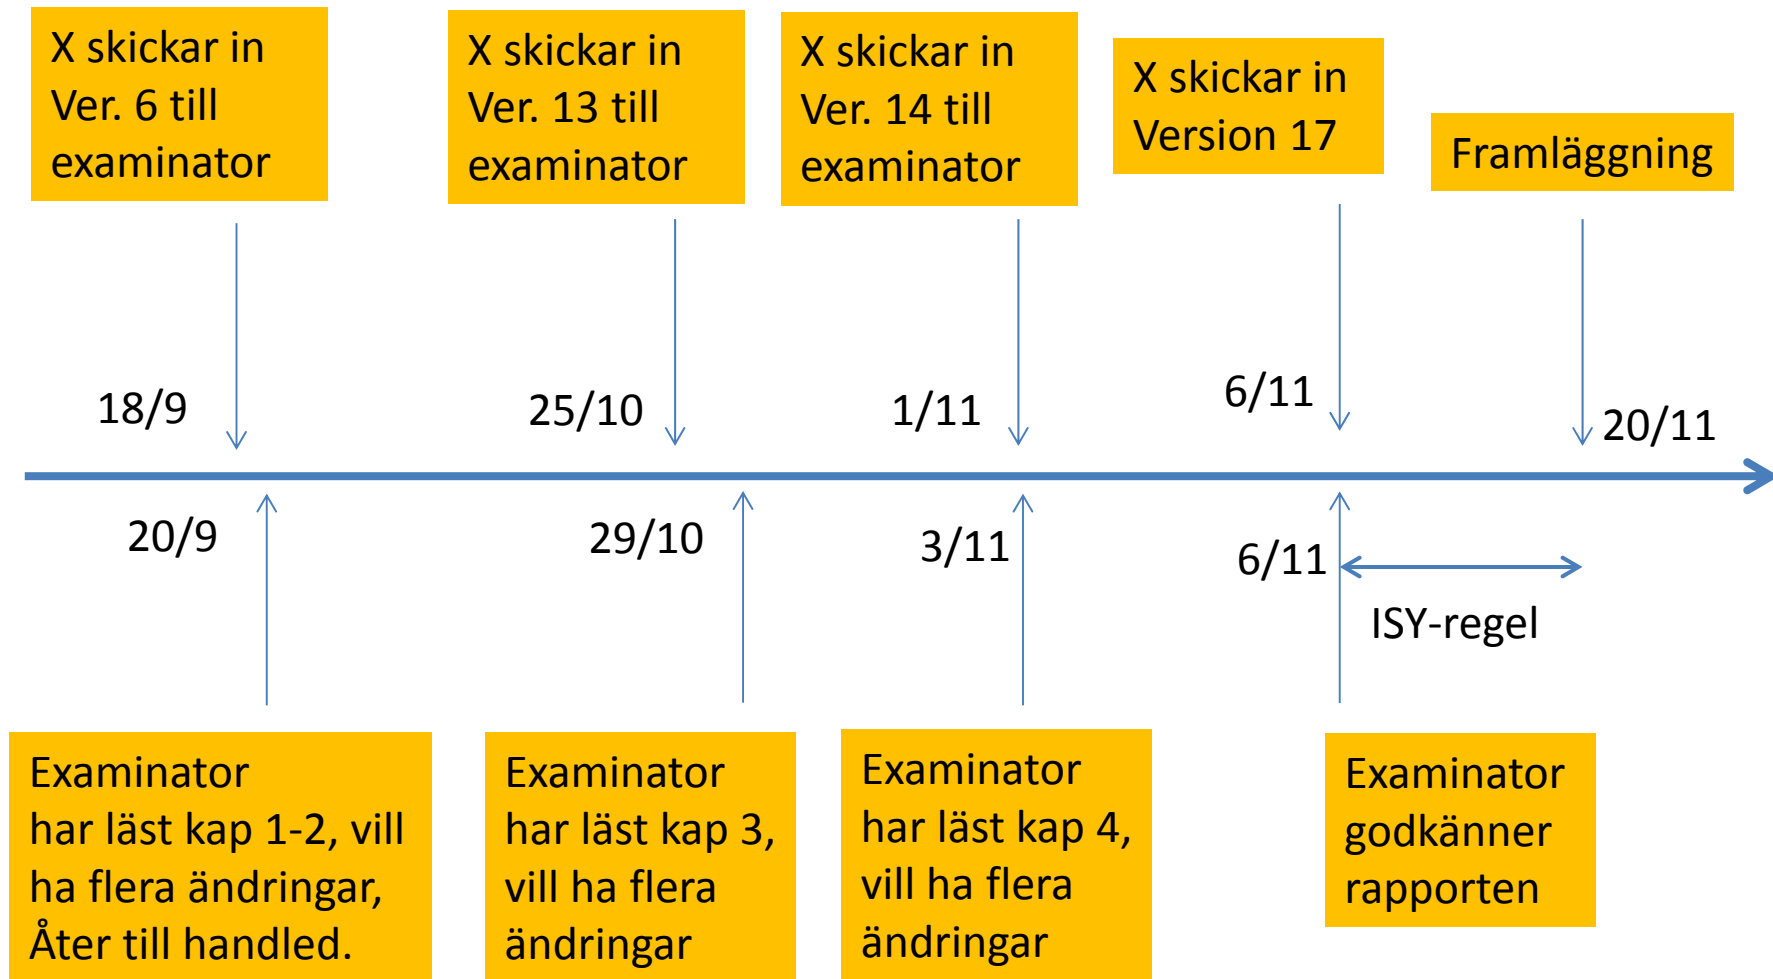 X skickar in
Ver. 6 till
examinator
X skickar in
Ver. 13 till
examinator
X skickar in
Ver. 14 till
examinator
X skickar in
Version 17
Framläggning
18/9
25/10
1/11
6/11
20/11
20/9
29/10
3/11
6/11
ISY-regel
Examinator
har läst kap 1-2, vill
ha flera ändringar,
Åter till handled.
Examinator
har läst kap 3,
vill ha flera
ändringar
Examinator
har läst kap 4,
vill ha flera
ändringar
Examinator
godkänner
rapporten